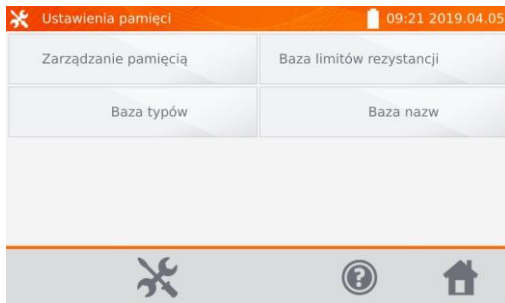 Ustawienia pamięci 09:21 2019.04.05
Zarządzanie pamięcią Baza limitów rezystancji
Baza typów Baza nazw
?